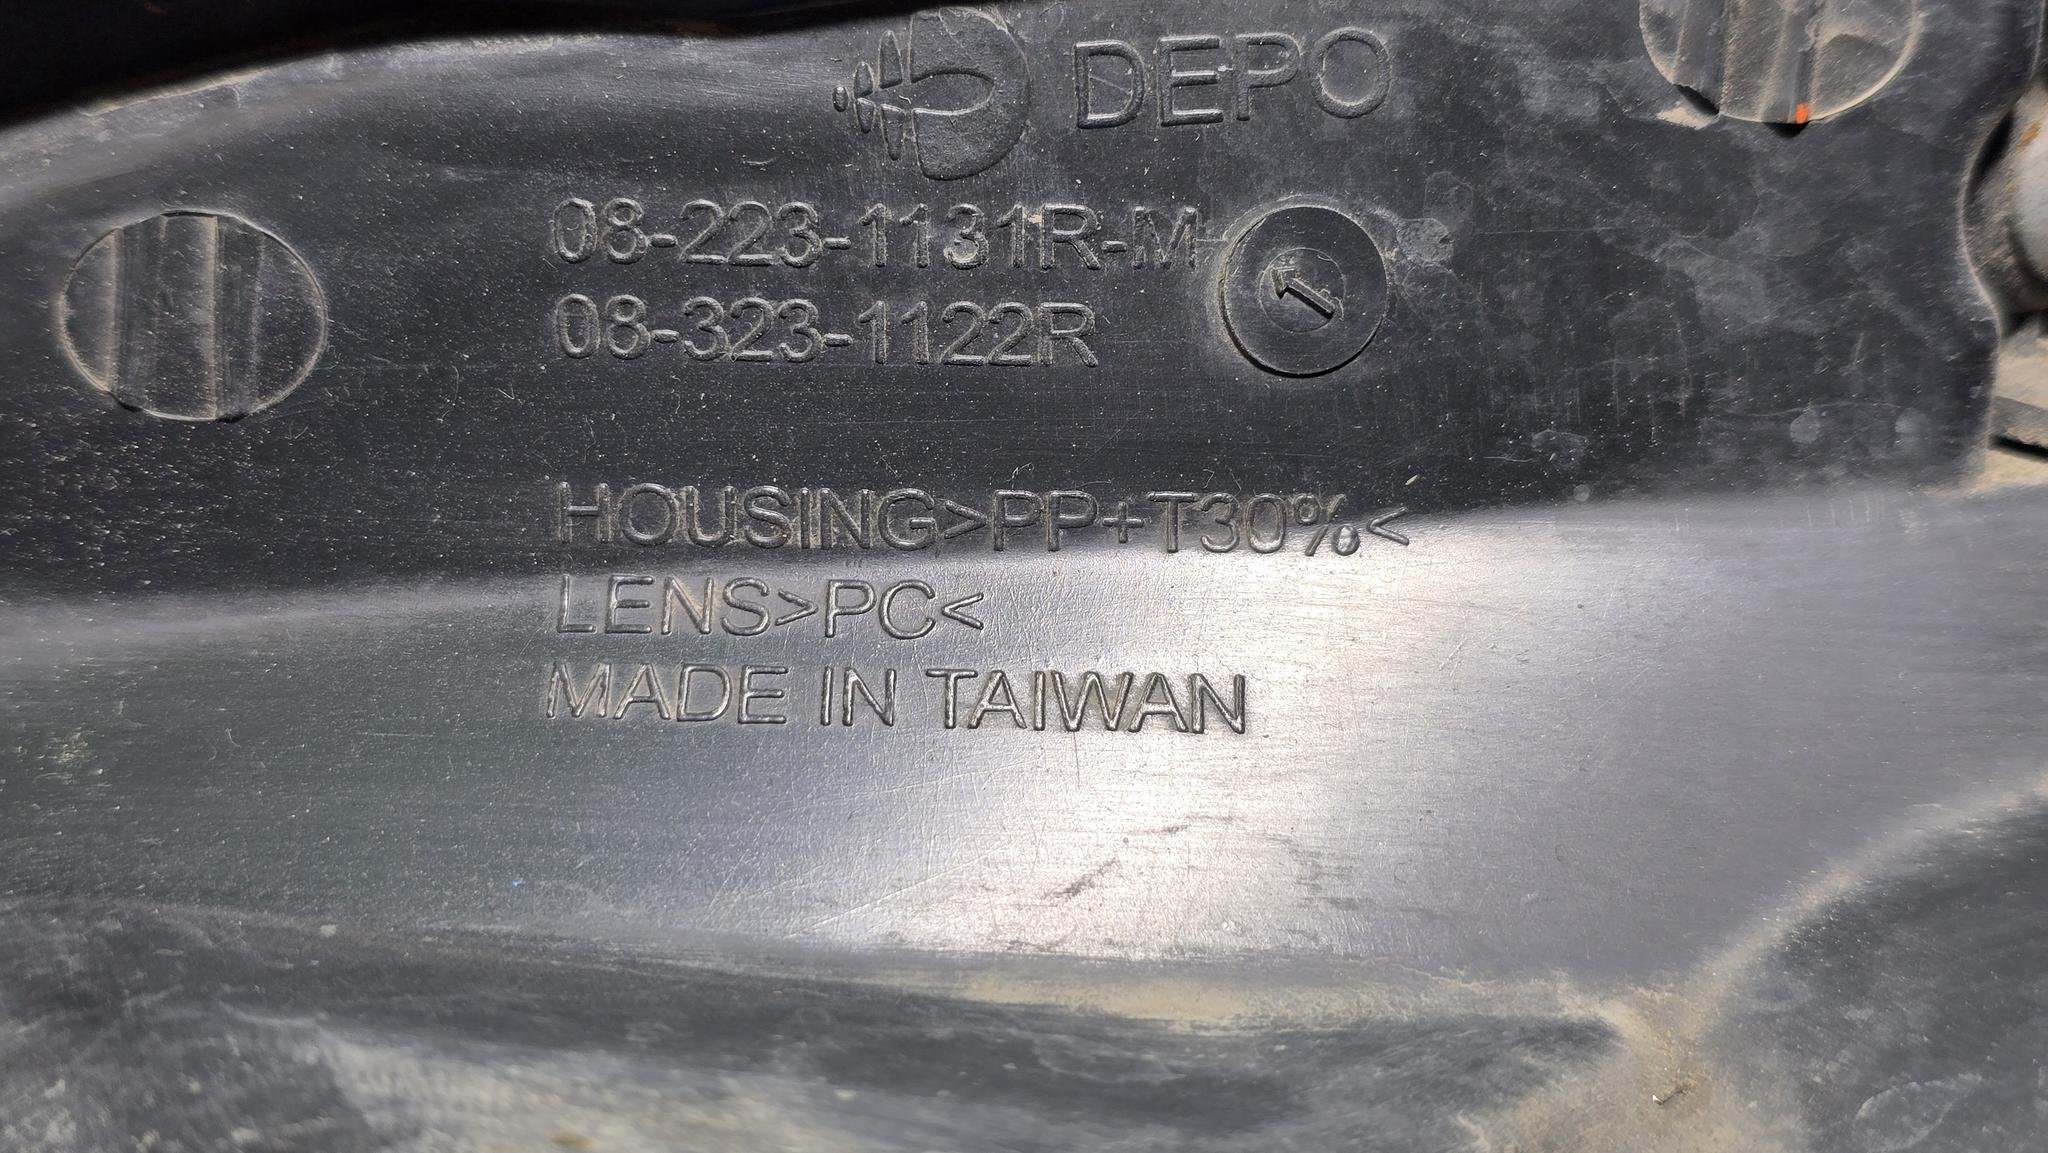 DEPO
08-223-1131R-M
08-323-1122R
HOUSING>PP+T30%<
LENS>PC<
MADE IN TAIWAN